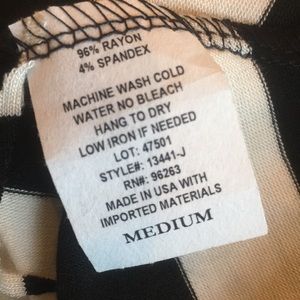 96% RAYON
4% SPANDEX
MACHINE WASH COLD
WATER NO BLEACH
HANG TO DRY
LOW IRON IF NEEDED
LOT: 47501
STYLE#: 13441-J
RN#: 96263
MADE IN USA WITH
IMPORTED MATERIALS
MEDIUM